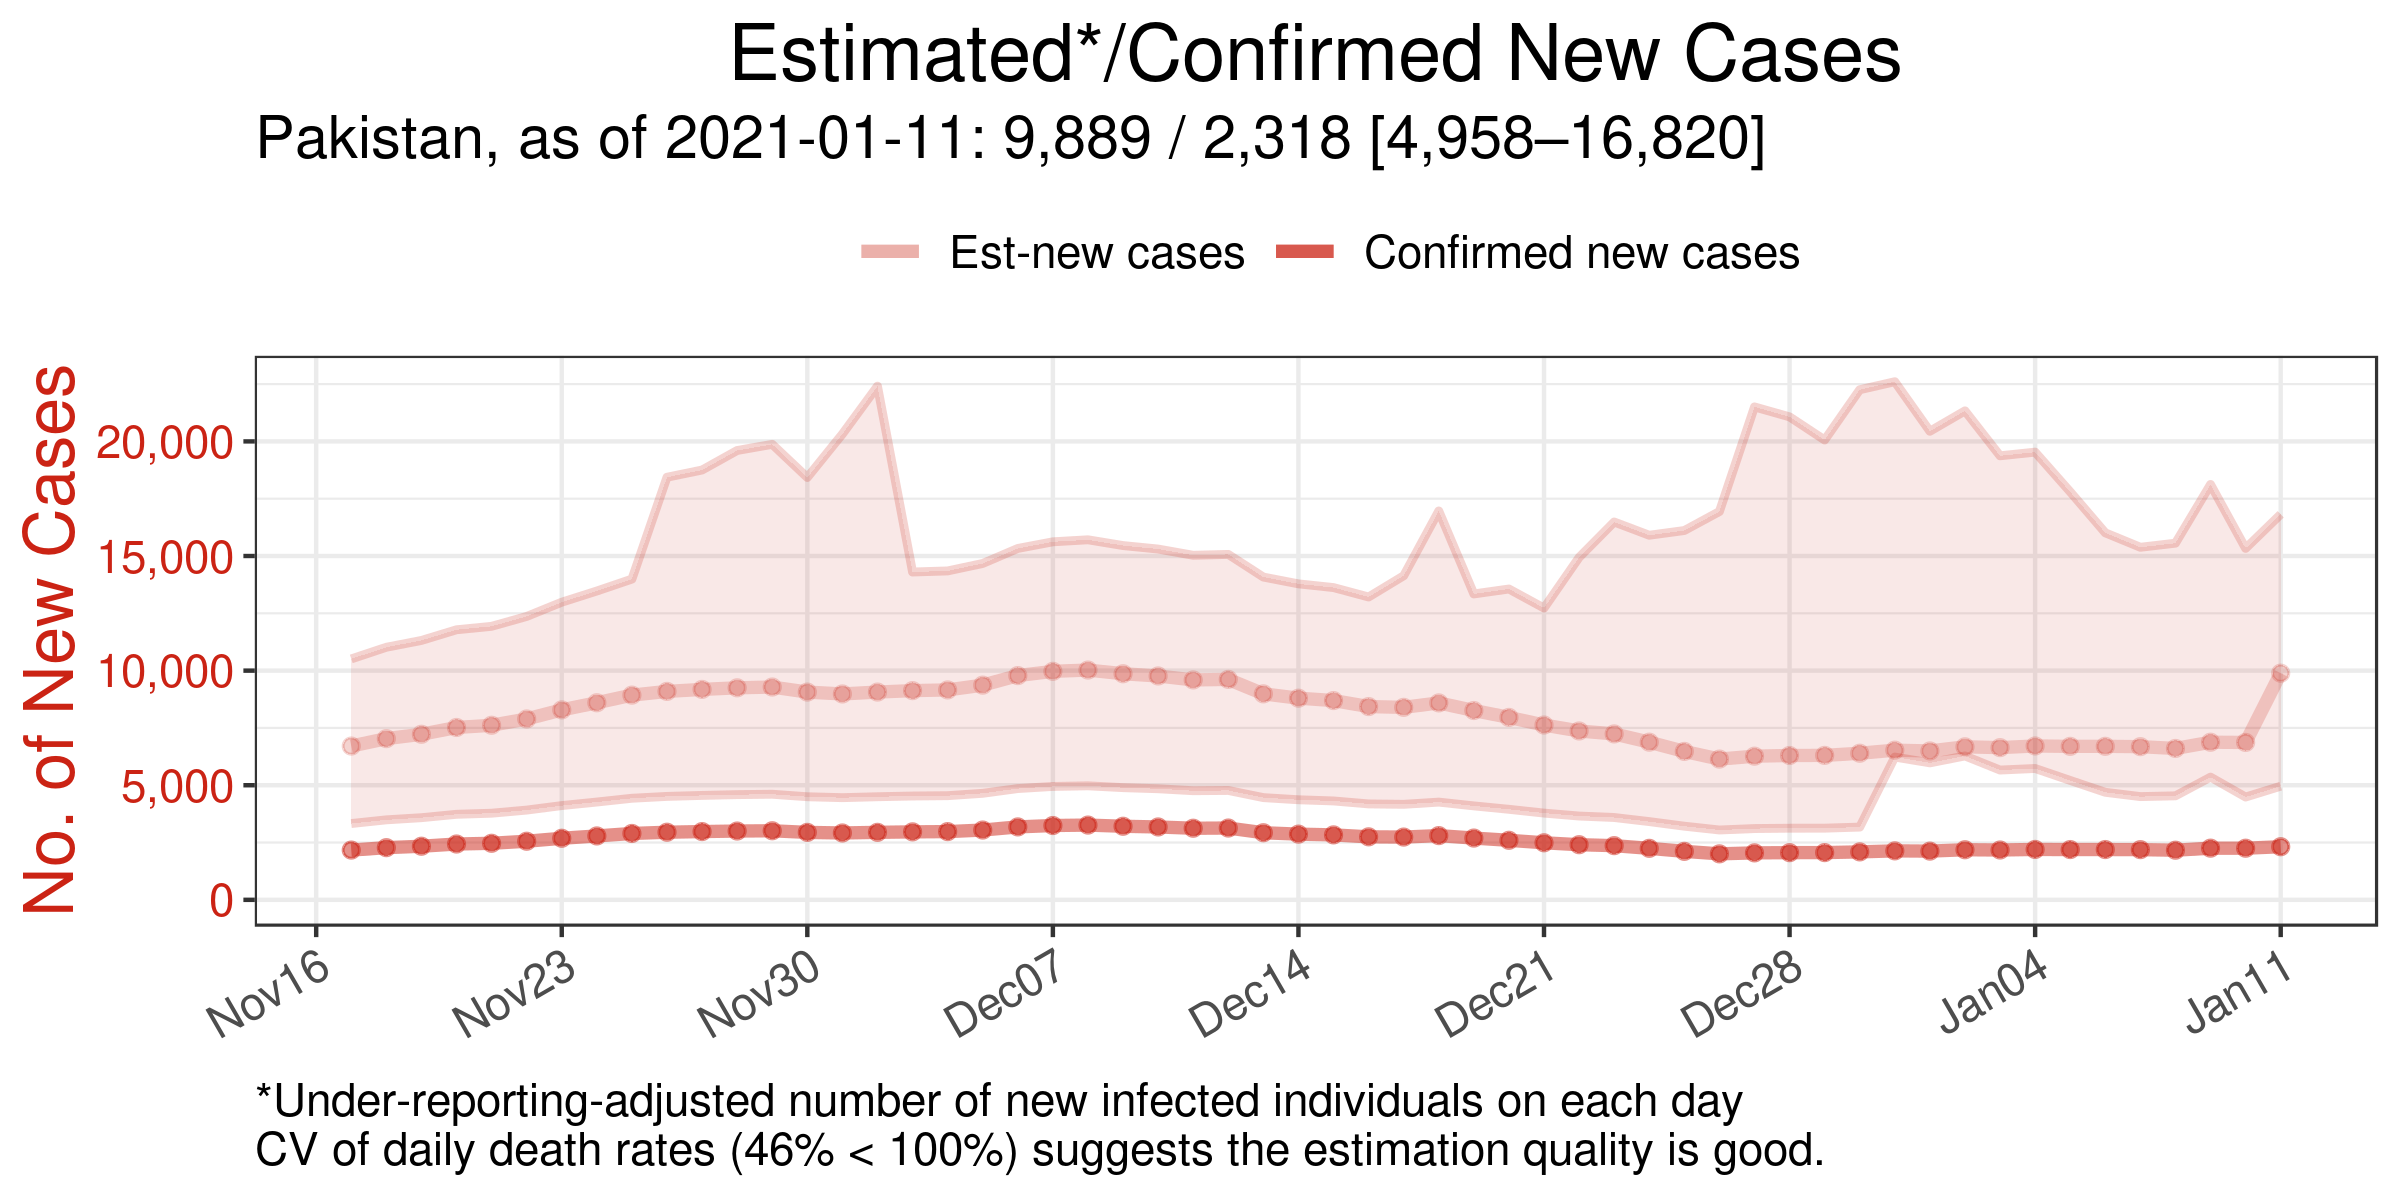 Estimated*/Confirmed New Cases
Pakistan, as of 2021-01-11: 9,889 / 2,318 [4,958–16,820]
Est-new cases
Confirmed new cases
No. of New Cases
20,000
15,000
10,000
5,000
0
Nov16
Nov23
Nov30
Dec07
Dec14
Dec21
Dec28
Jan04
Jan11
*Under-reporting-adjusted number of new infected individuals on each day
CV of daily death rates (46% < 100%) suggests the estimation quality is good.